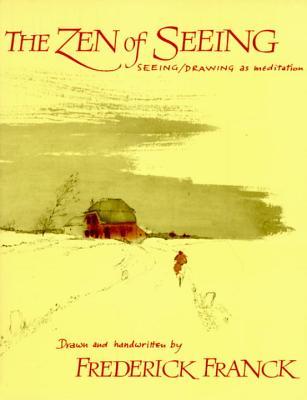 THE ZEN of SEEING
SEEING/DRAWING as meditation
Drawn and handwritten by
FREDERICK FRANCK